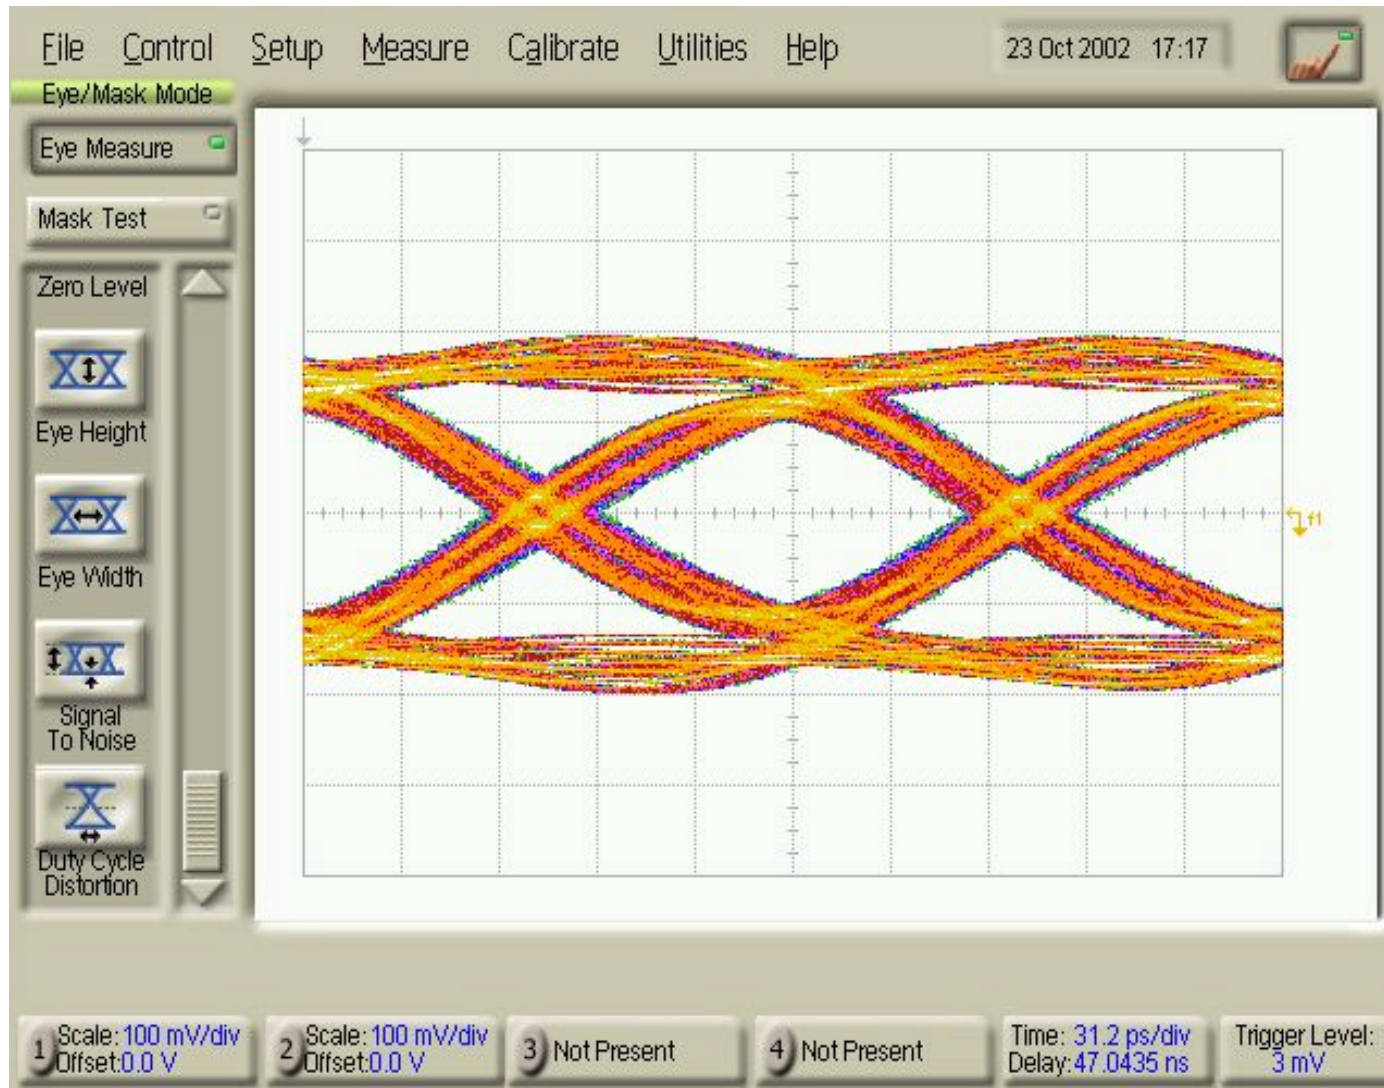 File Control Setup Measure Calibrate Utilities Help 23 Oct 2002 17:17
Eye/Mask Mode
Eye Measure
Mask Test
Zero Level
Eye Height
Eye Width
Signal
To Noise
Duty Cycle
Distortion
f1
1 Scale:100 mV/div
Offset:0.0 V
2 Scale:100 mV/div
Offset:0.0 V
3 Not Present
4 Not Present
Time: 31.2 ps/div
Delay:47.0435 ns
Trigger Level:
3 mV